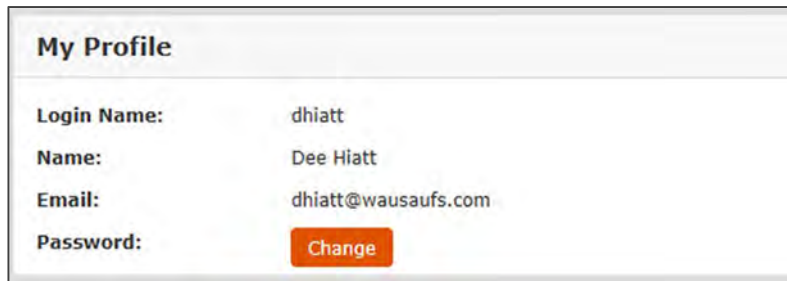 My Profile
Login Name: dhiatt
Name: Dee Hiatt
Email: dhiatt@wausaufs.com
Password: Change